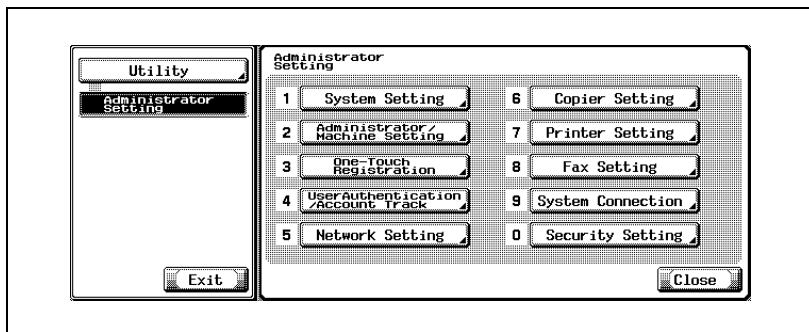 Utility
Administrator
Setting
Exit
Administrator
Setting
1 System Setting
2 Administrator/
Machine Setting
3 One-Touch
Registration
4 UserAuthentication
/Account Track
5 Network Setting
6 Copier Setting
7 Printer Setting
8 Fax Setting
9 System Connection
0 Security Setting
Close